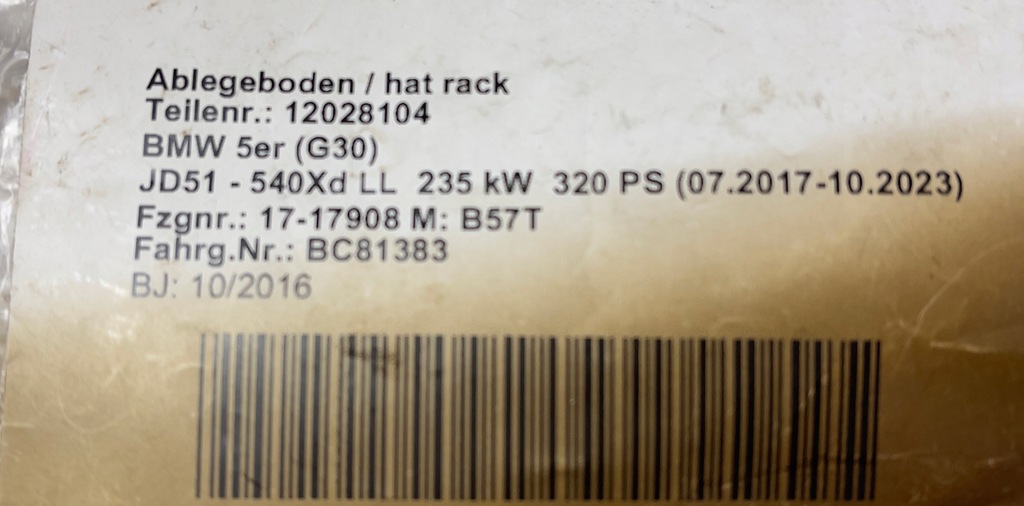 Ablegeboden / hat rack
Teilenr.: 12028104
BMW 5er (G30)
JD51 - 540Xd LL 235 kW 320 PS (07.2017-10.2023)
Fzgnr.: 17-17908 M: B57T
Fahrg.Nr.: BC81383
BJ: 10/2016